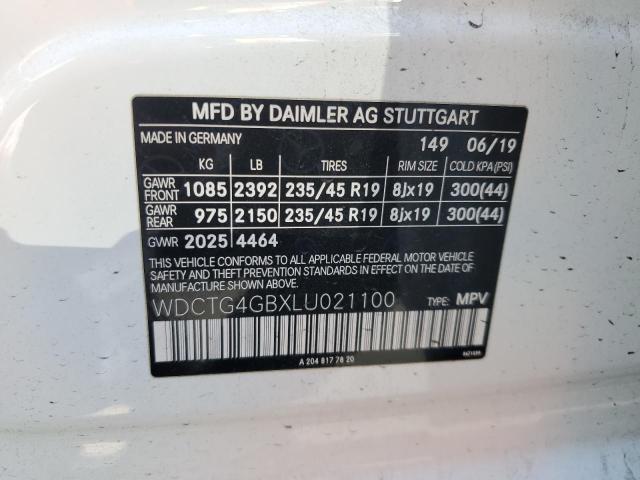 MFD BY DAIMLER AG STUTTGART
MADE IN GERMANY 149 06/19
KG LB TIRES RIM SIZE COLD KPA(PSI)
GAWR FRONT 1085 2392 235/45 R19 8Jx19 300(44)
GAWR REAR 975 2150 235/45 R19 8Jx19 300(44)
GVWR 2025 4464
THIS VEHICLE CONFORMS TO ALL APPLICABLE FEDERAL MOTOR VEHICLE
SAFETY, BUMPER, AND THEFT PREVENTION STANDARDS IN EFFECT ON THE DATE OF
MANUFACTURE SHOWN ABOVE.
WDCTG4GBXLU021100 TYPE: MPV
A 204 817 78 20